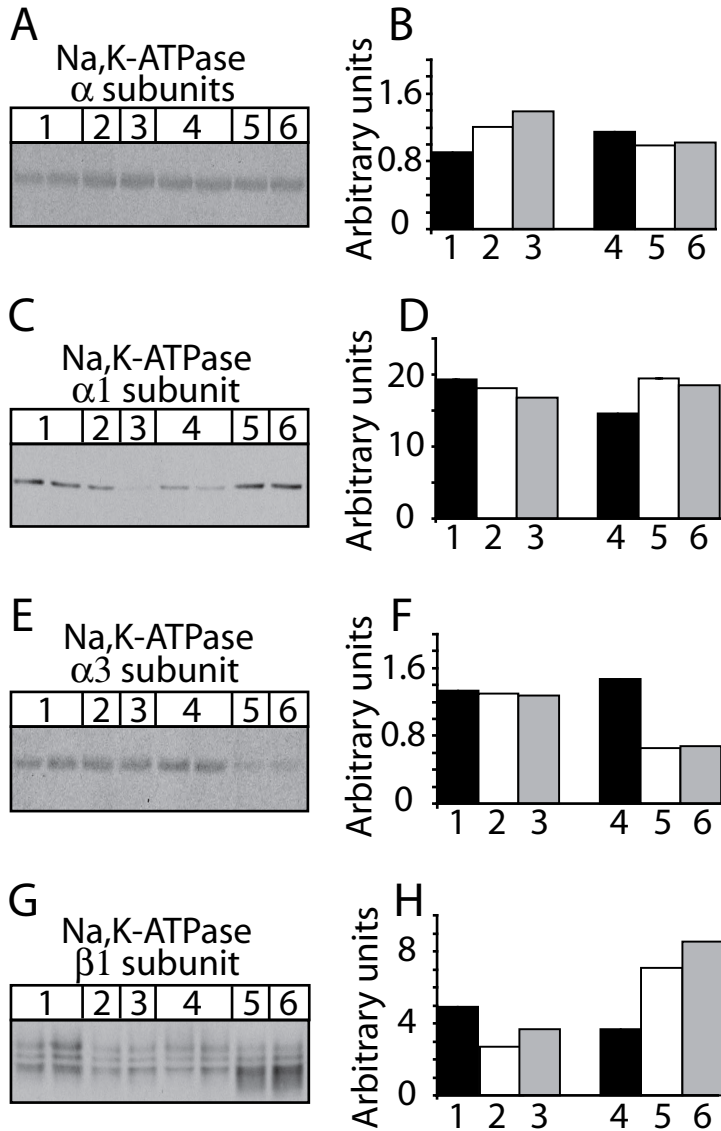 A
Na,K-ATPase
α subunits
1 2 3 4 5 6
B
Arbitrary units
1.6
0.8
0
1 2 3 4 5 6
C
Na,K-ATPase
α1 subunit
1 2 3 4 5 6
D
Arbitrary units
20
10
0
1 2 3 4 5 6
E
Na,K-ATPase
α3 subunit
1 2 3 4 5 6
F
Arbitrary units
1.6
0.8
0
1 2 3 4 5 6
G
Na,K-ATPase
β1 subunit
1 2 3 4 5 6
H
Arbitrary units
8
4
0
1 2 3 4 5 6